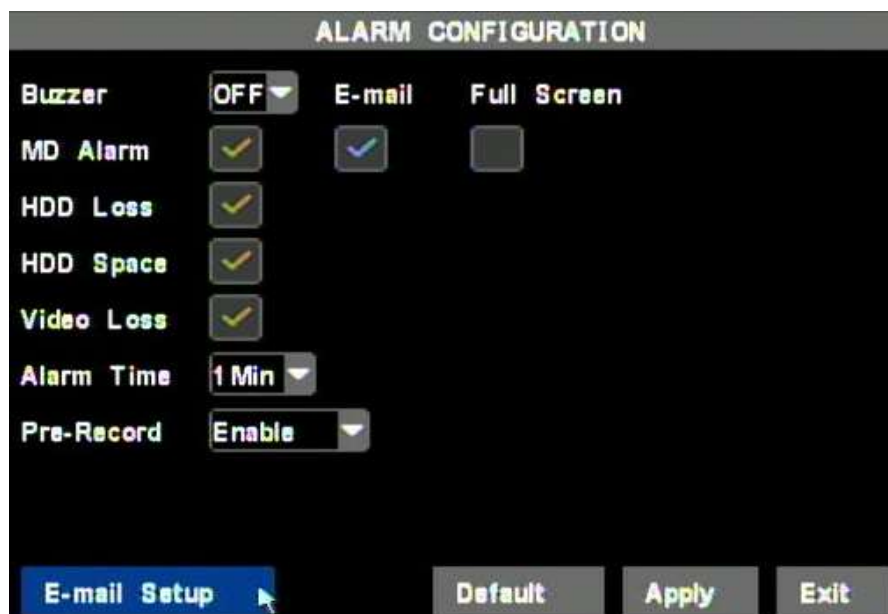 ALARM CONFIGURATION
Buzzer OFF E-mail Full Screen
MD Alarm
HDD Loss
HDD Space
Video Loss
Alarm Time 1 Min
Pre-Record Enable
E-mail Setup Default Apply Exit